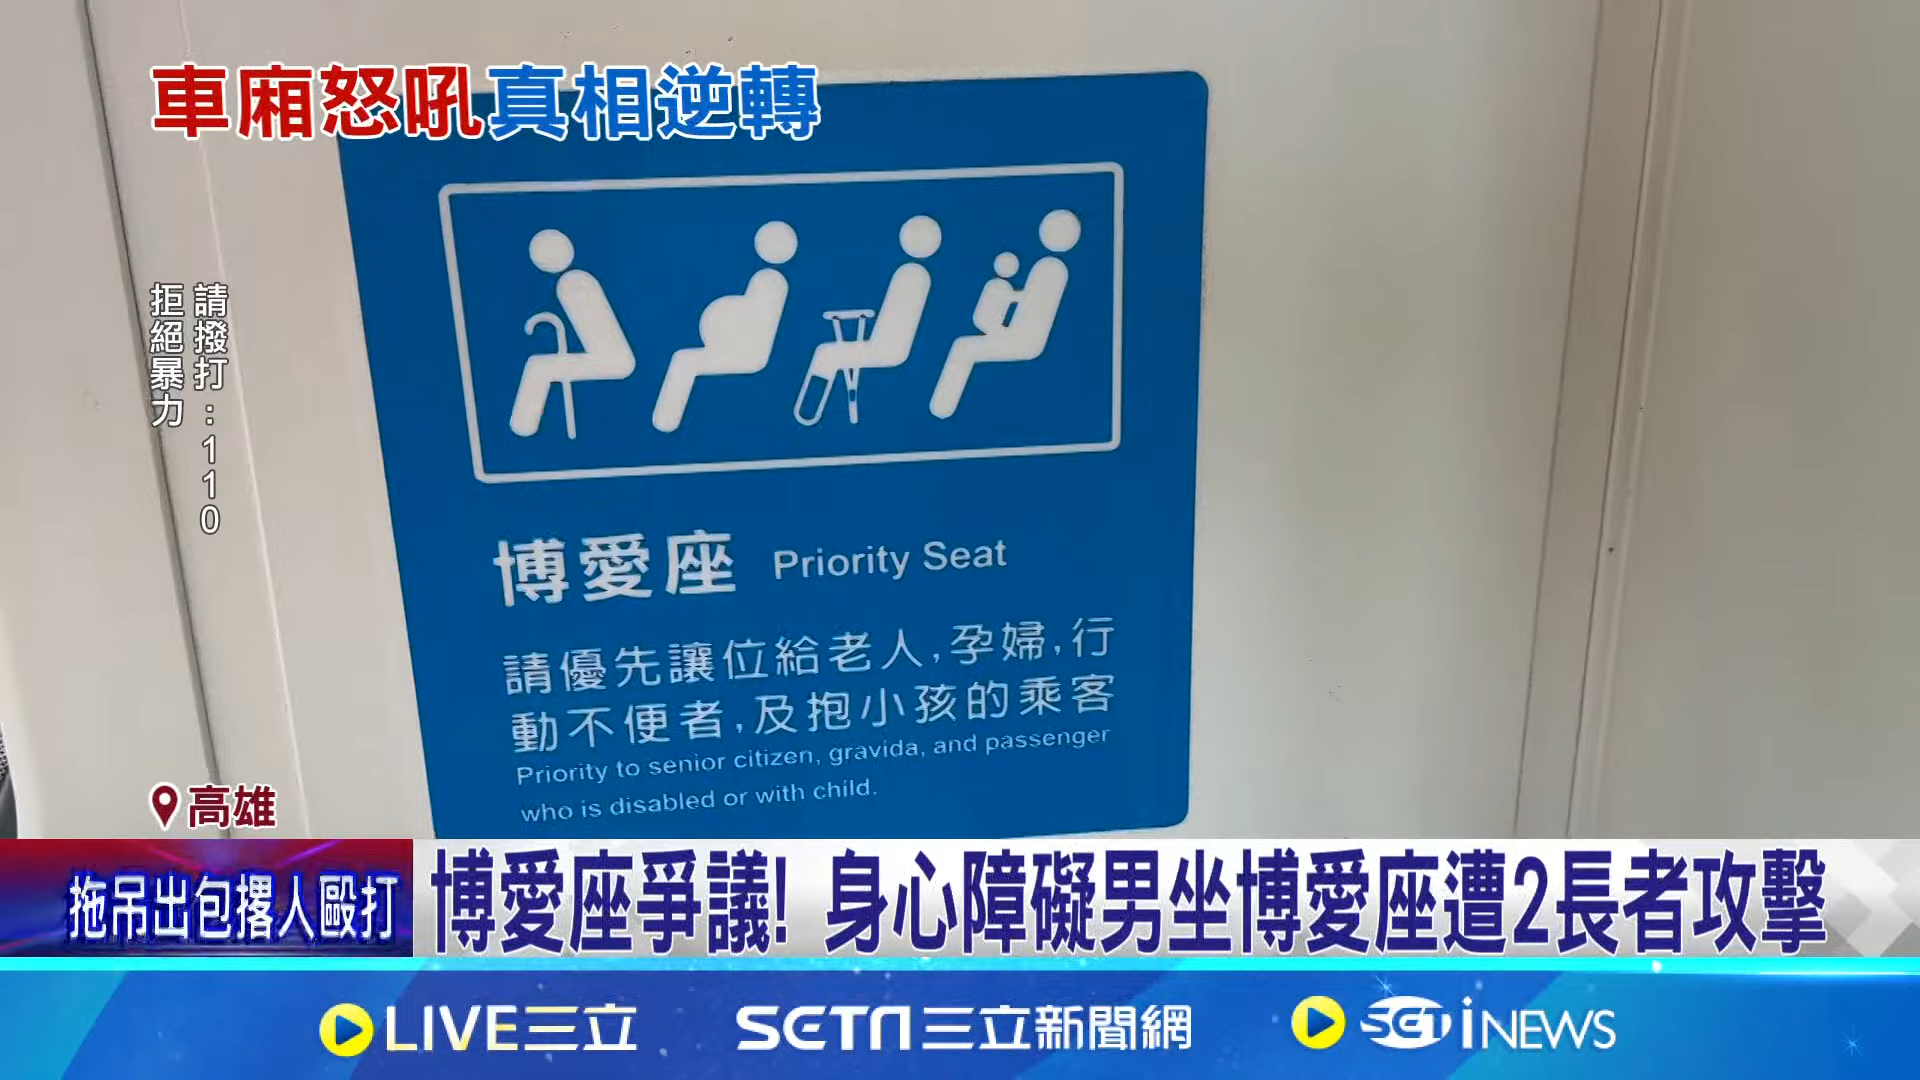 車廂怒吼真相逆轉
請撥打：110
拒絕暴力
博愛座 Priority Seat
請優先讓位給老人,孕婦,行
動不便者,及抱小孩的乘客
Priority to senior citizen, gravida, and passenger
who is disabled or with child.
高雄
拖吊出包撂人毆打
博愛座爭議! 身心障礙男坐博愛座遭2長者攻擊
LIVE三立
SETN三立新聞網
SETiNEWS